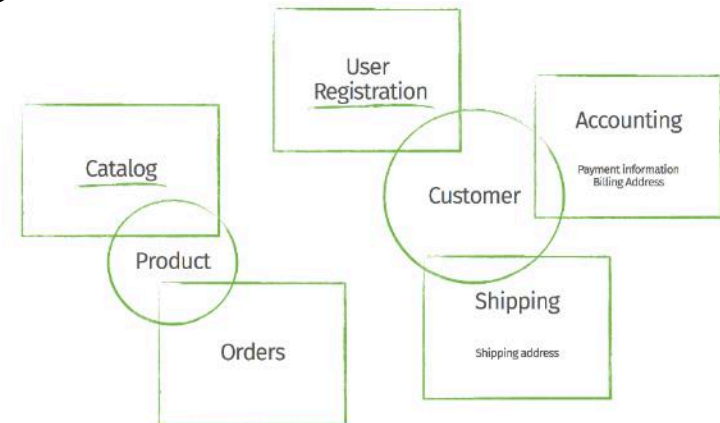 User
Registration
Accounting
Payment information
Billing Address
Catalog
Customer
Product
Shipping
Shipping address
Orders